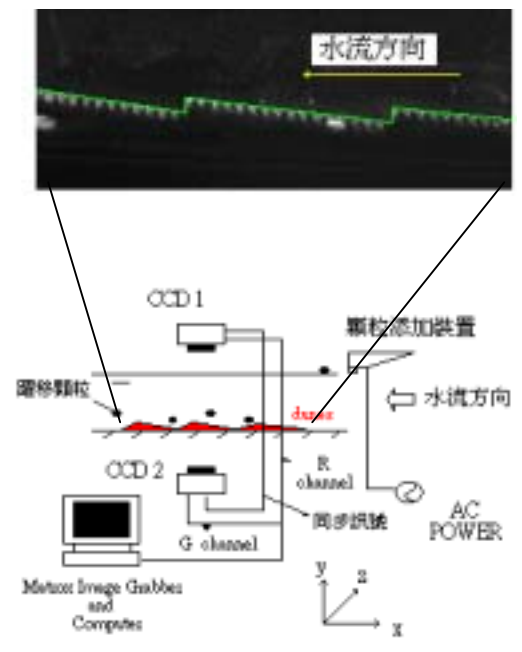 水流方向
CCD 1
顆粒添加裝置
躍移顆粒
水流方向
dunes
CCD 2
R
channel
同步訊號
AC
POWER
G channel
Matrox Image Grabber
and
Computer
y
z
x